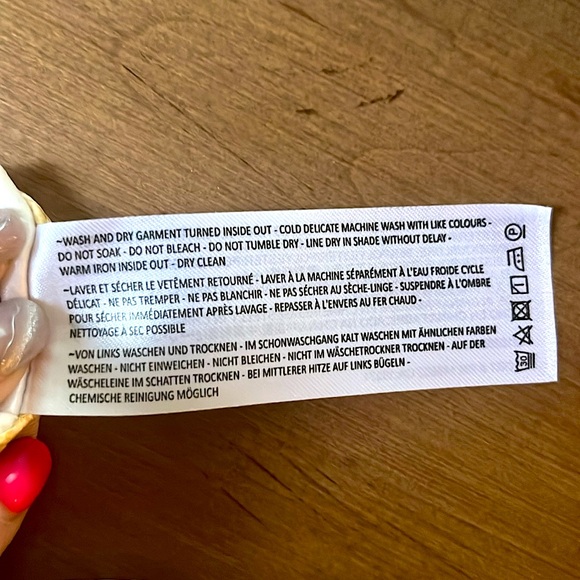 ~WASH AND DRY GARMENT TURNED INSIDE OUT - COLD DELICATE MACHINE WASH WITH LIKE COLOURS -
DO NOT SOAK - DO NOT BLEACH - DO NOT TUMBLE DRY - LINE DRY IN SHADE WITHOUT DELAY -
WARM IRON INSIDE OUT - DRY CLEAN
~LAVER ET SÉCHER LE VETÊMENT RETOURNÉ - LAVER À LA MACHINE SÉPARÉMENT À L'EAU FROIDE CYCLE
DÉLICAT - NE PAS TREMPER - NE PAS BLANCHIR - NE PAS SÉCHER AU SÈCHE-LINGE - SUSPENDRE À L'OMBRE
POUR SÉCHER IMMÉDIATEMENT APRÈS LAVAGE - REPASSER À L'ENVERS AU FER CHAUD -
NETTOYAGE À SEC POSSIBLE
~VON LINKS WASCHEN UND TROCKNEN - IM SCHONWASCHGANG KALT WASCHEN MIT ÄHNLICHEN FARBEN
WASCHEN - NICHT EINWEICHEN - NICHT BLEICHEN - NICHT IM WÄSCHETROCKNER TROCKNEN - AUF DER
WÄSCHELEINE IM SCHATTEN TROCKNEN - BEI MITTLERER HITZE AUF LINKS BÜGELN -
CHEMISCHE REINIGUNG MÖGLICH
30
P